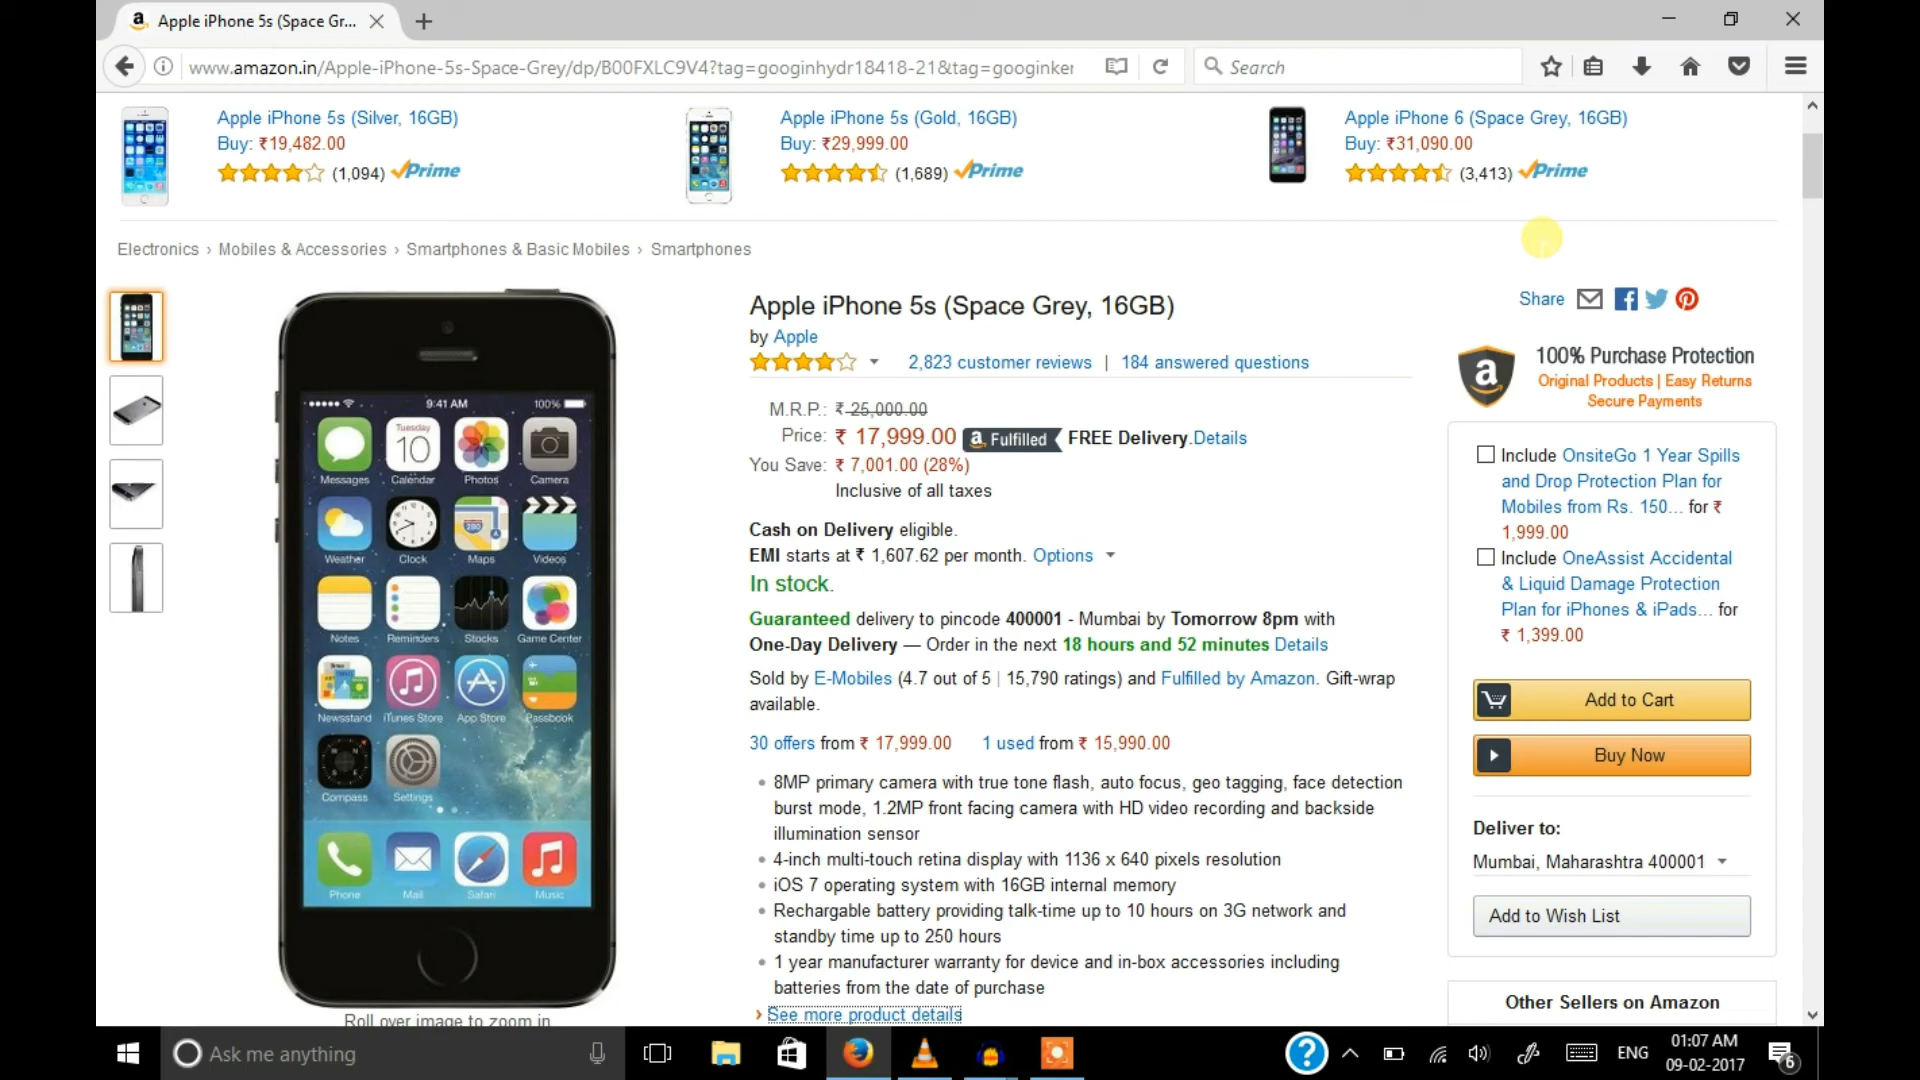 Apple iPhone 5s (Space Gr...
www.amazon.in/Apple-iPhone-5s-Space-Grey/dp/B00FXLC9V4?tag=googinhydr18418-21&tag=googinker
Search
Apple iPhone 5s (Silver, 16GB)
Buy: ₹19,482.00
(1,094) Prime
Apple iPhone 5s (Gold, 16GB)
Buy: ₹29,999.00
(1,689) Prime
Apple iPhone 6 (Space Grey, 16GB)
Buy: ₹31,090.00
(3,413) Prime
Electronics › Mobiles & Accessories › Smartphones & Basic Mobiles › Smartphones
9:41 AM 100%
Tuesday
10
Messages Calendar Photos Camera
280
Weather Clock Maps Videos
Notes Reminders Stocks Game Center
Newsstand iTunes Store App Store Passbook
Compass Settings
Phone Mail Safari Music
Roll over image to zoom in
Apple iPhone 5s (Space Grey, 16GB)
by Apple
2,823 customer reviews | 184 answered questions
M.R.P.: ₹ 25,000.00
Price: ₹ 17,999.00 a Fulfilled FREE Delivery.Details
You Save: ₹ 7,001.00 (28%)
Inclusive of all taxes
Cash on Delivery eligible.
EMI starts at ₹ 1,607.62 per month. Options
In stock.
Guaranteed delivery to pincode 400001 - Mumbai by Tomorrow 8pm with
One-Day Delivery — Order in the next 18 hours and 52 minutes Details
Sold by E-Mobiles (4.7 out of 5 | 15,790 ratings) and Fulfilled by Amazon. Gift-wrap
available.
30 offers from ₹ 17,999.00 1 used from ₹ 15,990.00
• 8MP primary camera with true tone flash, auto focus, geo tagging, face detection
burst mode, 1.2MP front facing camera with HD video recording and backside
illumination sensor
• 4-inch multi-touch retina display with 1136 x 640 pixels resolution
• iOS 7 operating system with 16GB internal memory
• Rechargable battery providing talk-time up to 10 hours on 3G network and
standby time up to 250 hours
• 1 year manufacturer warranty for device and in-box accessories including
batteries from the date of purchase
› See more product details
Share
a
100% Purchase Protection
Original Products | Easy Returns
Secure Payments
Include OnsiteGo 1 Year Spills
and Drop Protection Plan for
Mobiles from Rs. 150... for ₹
1,999.00
Include OneAssist Accidental
& Liquid Damage Protection
Plan for iPhones & iPads... for
₹ 1,399.00
Add to Cart
Buy Now
Deliver to:
Mumbai, Maharashtra 400001
Add to Wish List
Other Sellers on Amazon
Ask me anything
ENG
01:07 AM
09-02-2017
6